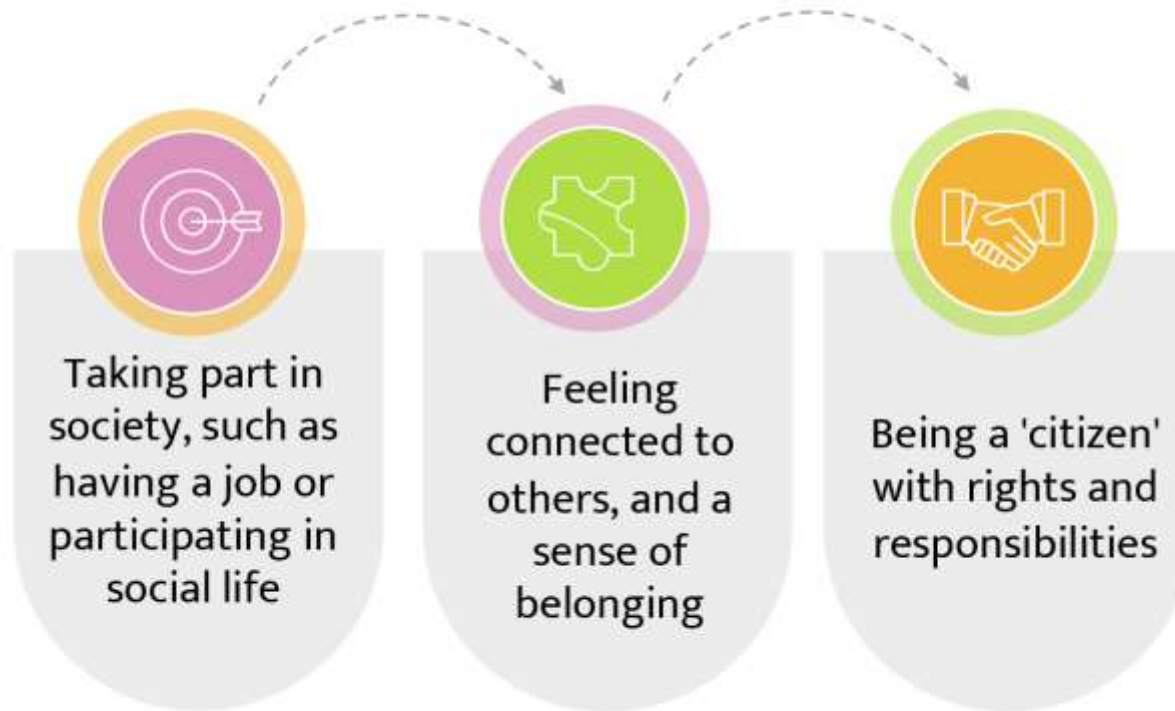 Taking part in
society, such as
having a job or
participating in
social life
Feeling
connected to
others, and a
sense of
belonging
Being a 'citizen'
with rights and
responsibilities